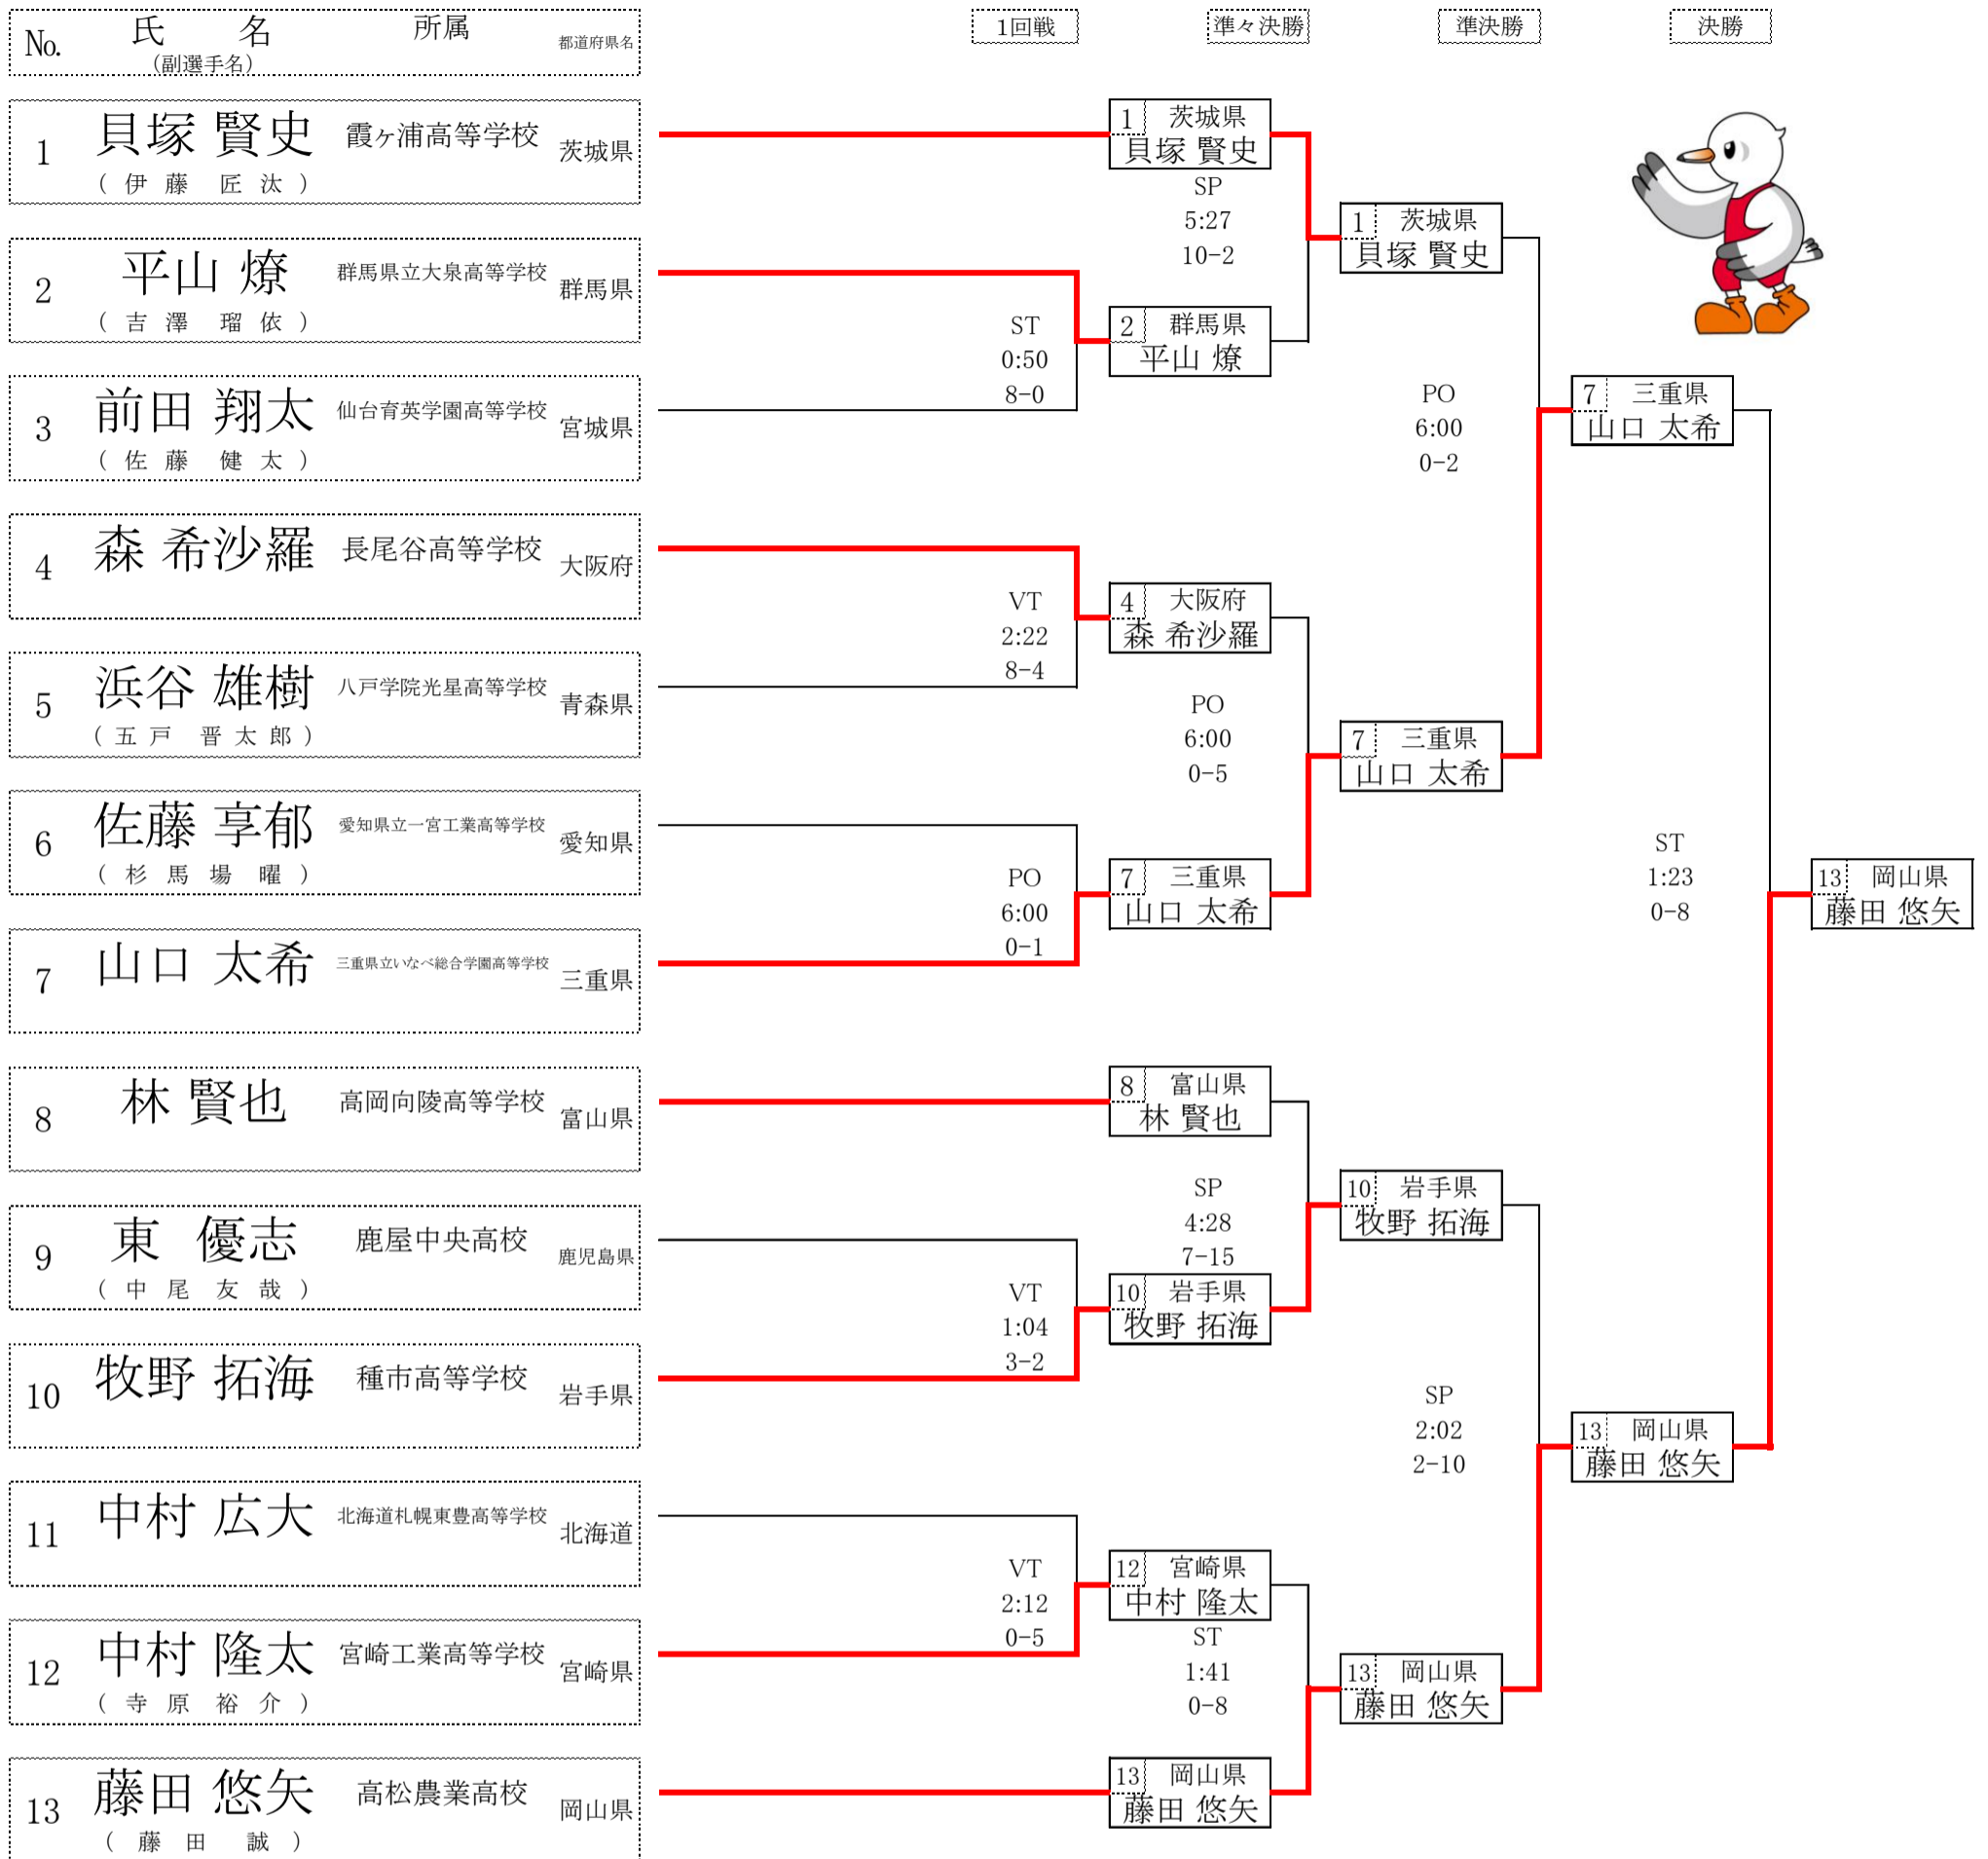 No. 氏 名 所属 都道府県名
(副選手名)
1回戦 準々決勝 準決勝 決勝
1 貝塚 賢史 霞ヶ浦高等学校 茨城県
( 伊 藤 匠 汰 )
2 平山 燎 群馬県立大泉高等学校 群馬県
( 吉 澤 瑠 依 )
3 前田 翔太 仙台育英学園高等学校 宮城県
( 佐 藤 健 太 )
4 森 希沙羅 長尾谷高等学校 大阪府
5 浜谷 雄樹 八戸学院光星高等学校 青森県
( 五 戸 晋 太 郎 )
6 佐藤 享郁 愛知県立一宮工業高等学校 愛知県
( 杉 馬 場 曜 )
7 山口 太希 三重県立いなべ総合学園高等学校 三重県
8 林 賢也 高岡向陵高等学校 富山県
9 東 優志 鹿屋中央高校 鹿児島県
( 中 尾 友 哉 )
10 牧野 拓海 種市高等学校 岩手県
11 中村 広大 北海道札幌東豊高等学校 北海道
12 中村 隆太 宮崎工業高等学校 宮崎県
( 寺 原 裕 介 )
13 藤田 悠矢 高松農業高校 岡山県
( 藤 田 誠 )
ST
0:50
8-0
VT
2:22
8-4
PO
6:00
0-1
VT
1:04
3-2
VT
2:12
0-5
1 茨城県
貝塚 賢史
SP
5:27
10-2
2 群馬県
平山 燎
4 大阪府
森 希沙羅
PO
6:00
0-5
7 三重県
山口 太希
8 富山県
林 賢也
SP
4:28
7-15
10 岩手県
牧野 拓海
12 宮崎県
中村 隆太
ST
1:41
0-8
13 岡山県
藤田 悠矢
1 茨城県
貝塚 賢史
PO
6:00
0-2
7 三重県
山口 太希
10 岩手県
牧野 拓海
SP
2:02
2-10
13 岡山県
藤田 悠矢
7 三重県
山口 太希
ST
1:23
0-8
13 岡山県
藤田 悠矢
13 岡山県
藤田 悠矢